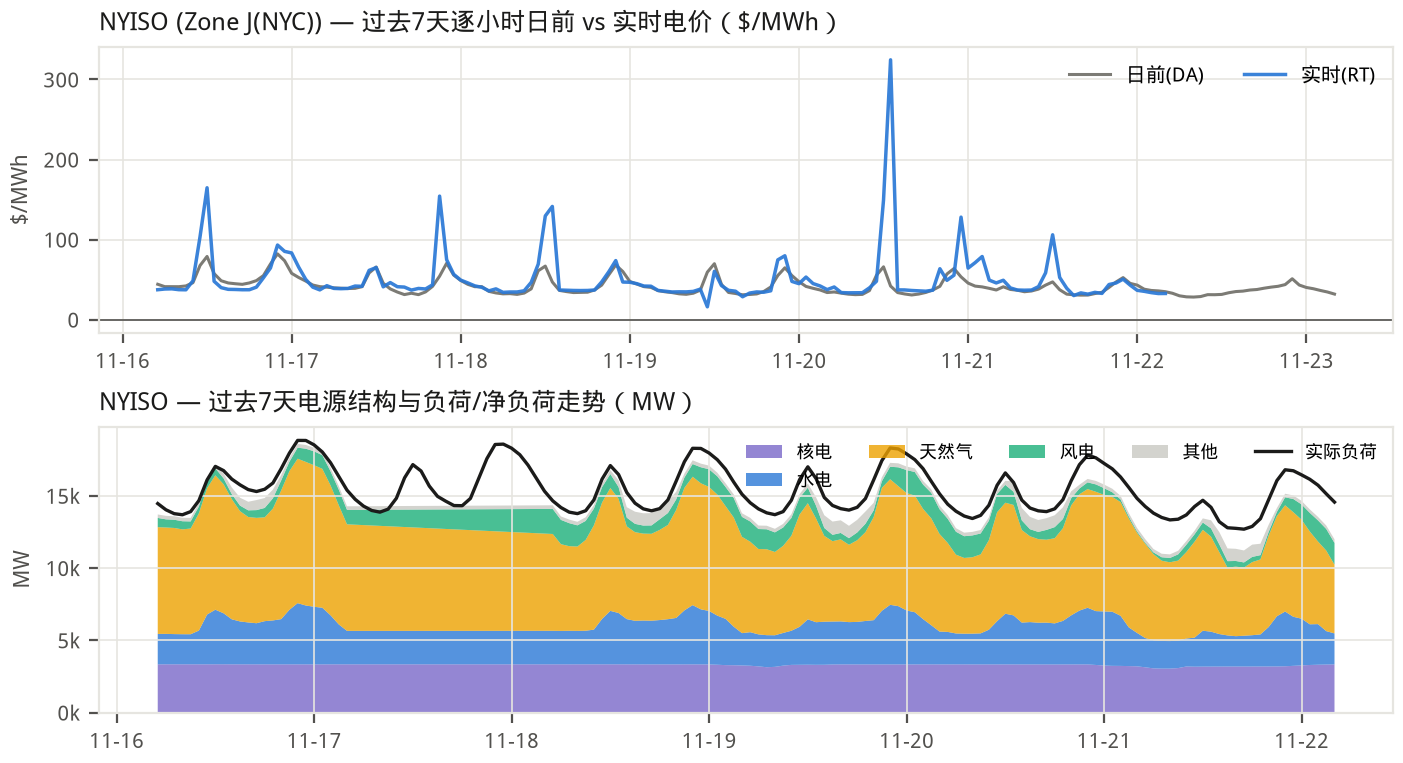 NYISO (Zone J(NYC)) — 过去7天逐小时日前 vs 实时电价（$/MWh）
日前(DA) 实时(RT)
$/MWh
300
200
100
0
11-16 11-17 11-18 11-19 11-20 11-21 11-22 11-23
NYISO — 过去7天电源结构与负荷/净负荷走势（MW）
核电 天然气 风电 其他 实际负荷
水电
MW
15k
10k
5k
0k
11-16 11-17 11-18 11-19 11-20 11-21 11-22